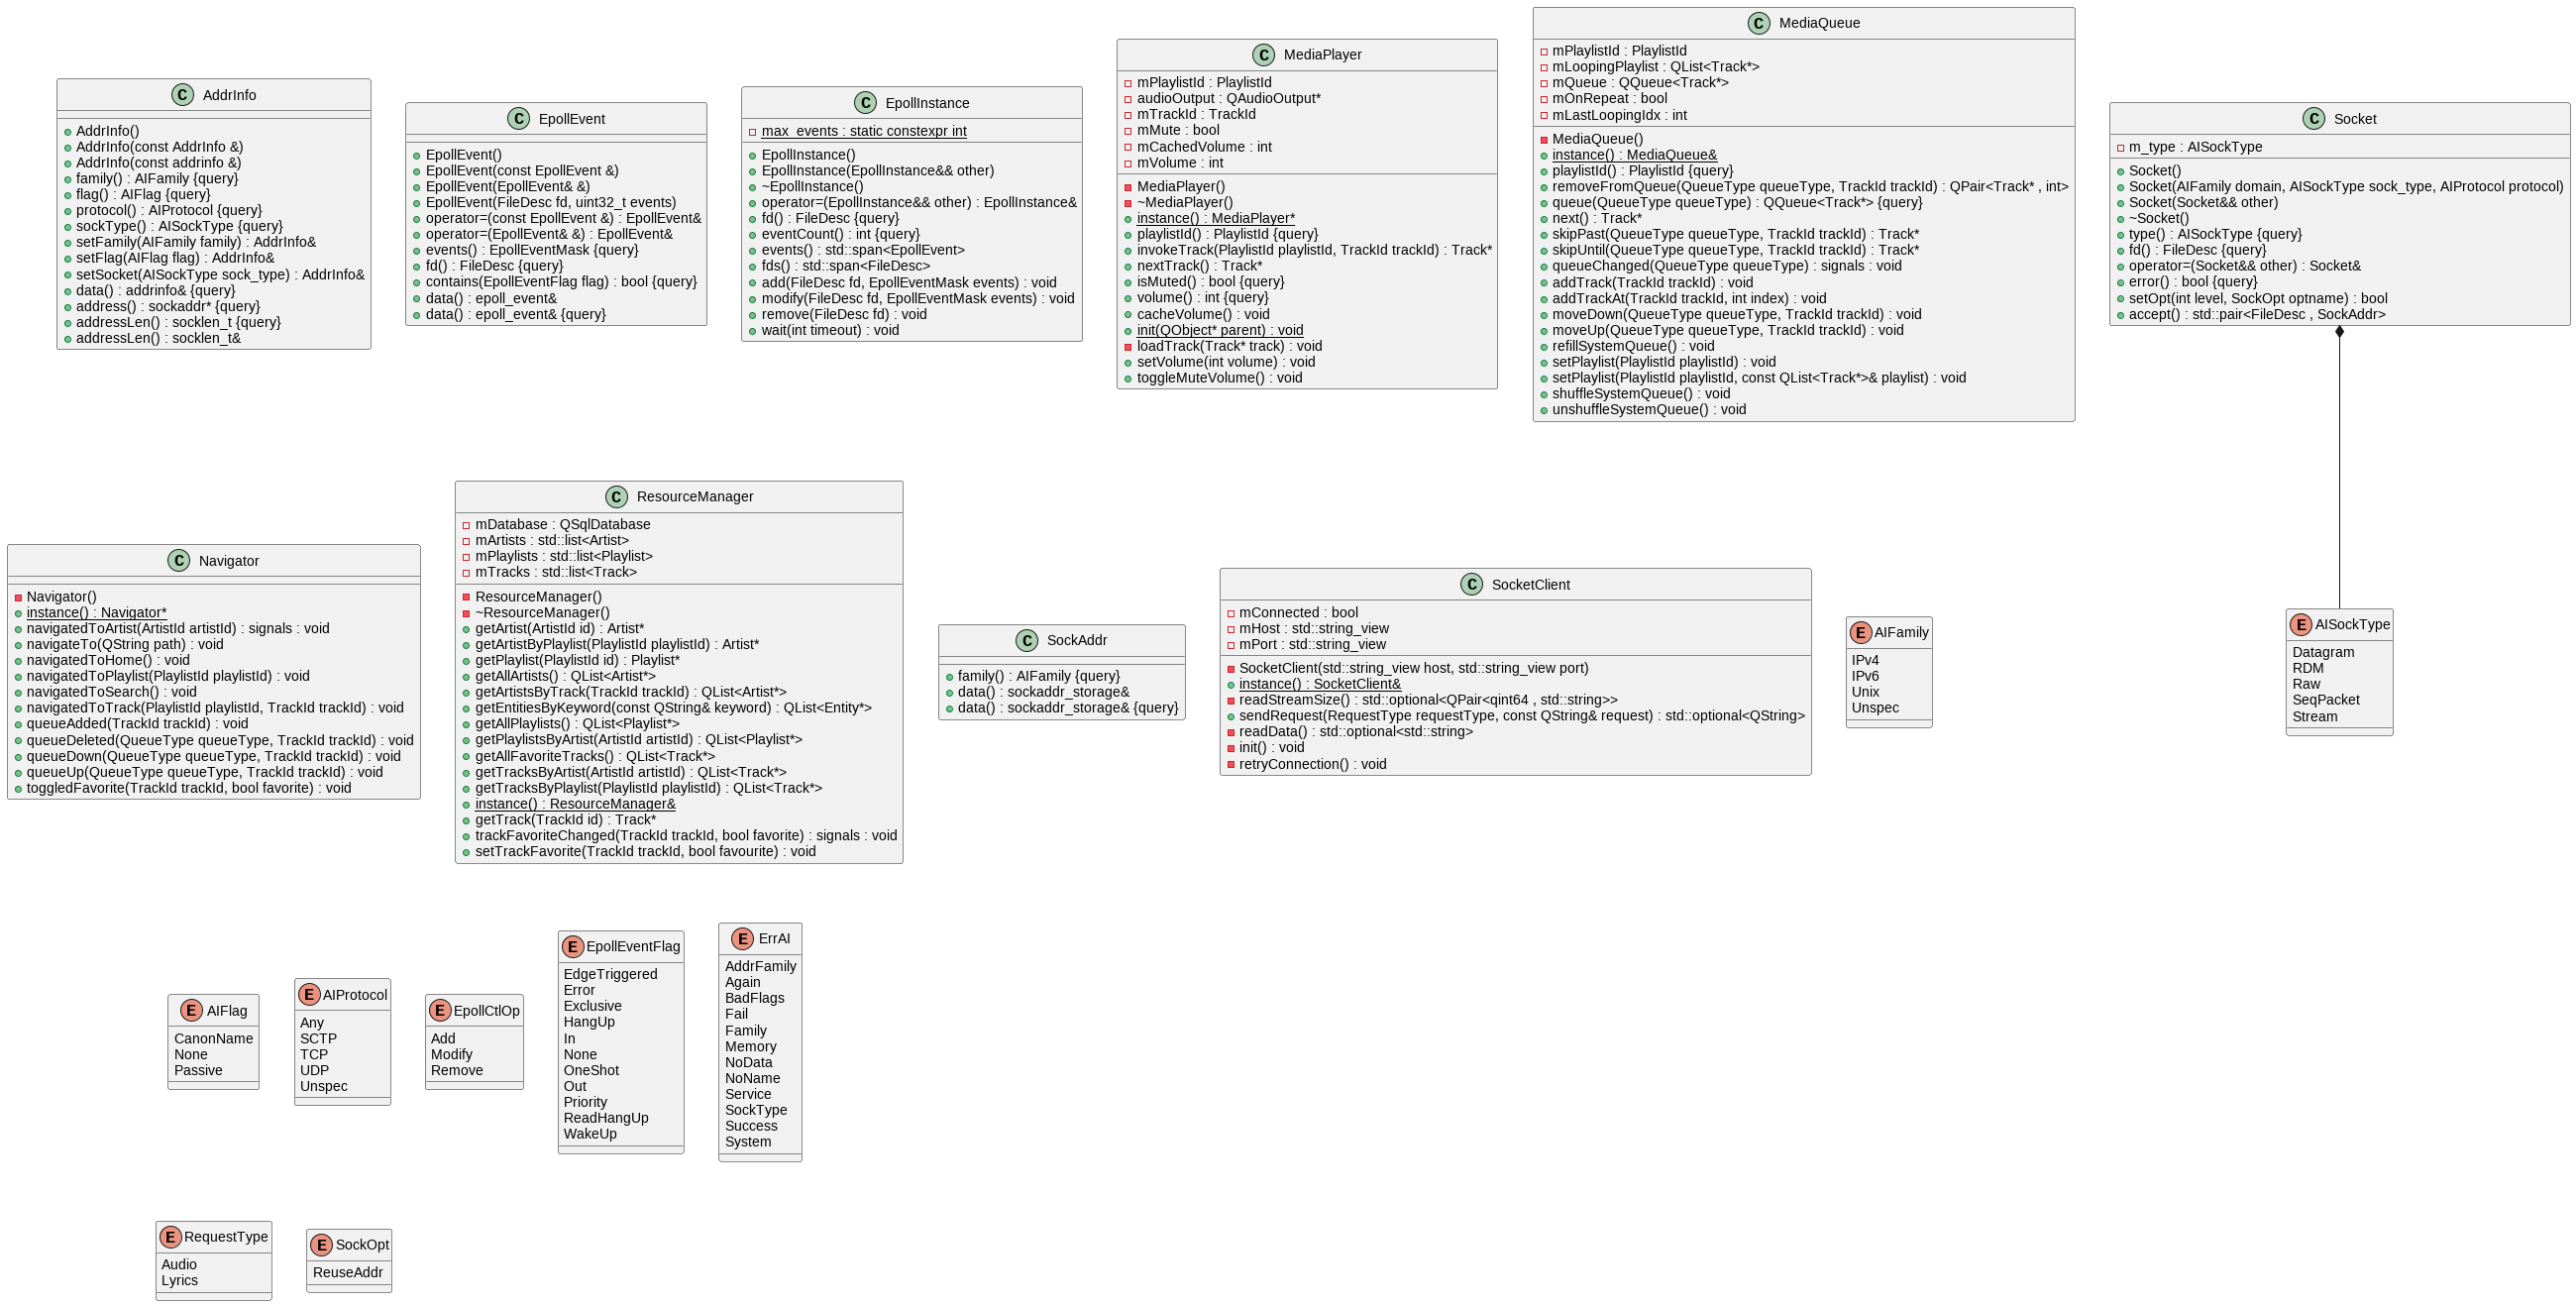 C AddrInfo
AddrInfo()
AddrInfo(const AddrInfo &)
AddrInfo(const addrinfo &)
family() : AIFamily {query}
flag() : AIFlag {query}
protocol() : AIProtocol {query}
sockType() : AISockType {query}
setFamily(AIFamily family) : AddrInfo&
setFlag(AIFlag flag) : AddrInfo&
setSocket(AISockType sock_type) : AddrInfo&
data() : addrinfo& {query}
address() : sockaddr* {query}
addressLen() : socklen_t {query}
addressLen() : socklen_t&
C EpollEvent
EpollEvent()
EpollEvent(const EpollEvent &)
EpollEvent(EpollEvent& &)
EpollEvent(FileDesc fd, uint32_t events)
operator=(const EpollEvent &) : EpollEvent&
operator=(EpollEvent& &) : EpollEvent&
events() : EpollEventMask {query}
fd() : FileDesc {query}
contains(EpollEventFlag flag) : bool {query}
data() : epoll_event&
data() : epoll_event& {query}
C EpollInstance
max_events : static constexpr int
EpollInstance()
EpollInstance(EpollInstance&& other)
~EpollInstance()
operator=(EpollInstance&& other) : EpollInstance&
fd() : FileDesc {query}
eventCount() : int {query}
events() : std::span<EpollEvent>
fds() : std::span<FileDesc>
add(FileDesc fd, EpollEventMask events) : void
modify(FileDesc fd, EpollEventMask events) : void
remove(FileDesc fd) : void
wait(int timeout) : void
C MediaPlayer
mPlaylistId : PlaylistId
audioOutput : QAudioOutput*
mTrackId : TrackId
mMute : bool
mCachedVolume : int
mVolume : int
MediaPlayer()
~MediaPlayer()
instance() : MediaPlayer*
playlistId() : PlaylistId {query}
invokeTrack(PlaylistId playlistId, TrackId trackId) : Track*
nextTrack() : Track*
isMuted() : bool {query}
volume() : int {query}
cacheVolume() : void
init(QObject* parent) : void
loadTrack(Track* track) : void
setVolume(int volume) : void
toggleMuteVolume() : void
C MediaQueue
mPlaylistId : PlaylistId
mLoopingPlaylist : QList<Track*>
mQueue : QQueue<Track*>
mOnRepeat : bool
mLastLoopingIdx : int
MediaQueue()
instance() : MediaQueue&
playlistId() : PlaylistId {query}
removeFromQueue(QueueType queueType, TrackId trackId) : QPair<Track* , int>
queue(QueueType queueType) : QQueue<Track*> {query}
next() : Track*
skipPast(QueueType queueType, TrackId trackId) : Track*
skipUntil(QueueType queueType, TrackId trackId) : Track*
queueChanged(QueueType queueType) : signals : void
addTrack(TrackId trackId) : void
addTrackAt(TrackId trackId, int index) : void
moveDown(QueueType queueType, TrackId trackId) : void
moveUp(QueueType queueType, TrackId trackId) : void
refillSystemQueue() : void
setPlaylist(PlaylistId playlistId) : void
setPlaylist(PlaylistId playlistId, const QList<Track*>& playlist) : void
shuffleSystemQueue() : void
unshuffleSystemQueue() : void
C Socket
m_type : AISockType
Socket()
Socket(AIFamily domain, AISockType sock_type, AIProtocol protocol)
Socket(Socket&& other)
~Socket()
type() : AISockType {query}
fd() : FileDesc {query}
operator=(Socket&& other) : Socket&
error() : bool {query}
setOpt(int level, SockOpt optname) : bool
accept() : std::pair<FileDesc , SockAddr>
C Navigator
Navigator()
instance() : Navigator*
navigatedToArtist(ArtistId artistId) : signals : void
navigateTo(QString path) : void
navigatedToHome() : void
navigatedToPlaylist(PlaylistId playlistId) : void
navigatedToSearch() : void
navigatedToTrack(PlaylistId playlistId, TrackId trackId) : void
queueAdded(TrackId trackId) : void
queueDeleted(QueueType queueType, TrackId trackId) : void
queueDown(QueueType queueType, TrackId trackId) : void
queueUp(QueueType queueType, TrackId trackId) : void
toggledFavorite(TrackId trackId, bool favorite) : void
C ResourceManager
mDatabase : QSqlDatabase
mArtists : std::list<Artist>
mPlaylists : std::list<Playlist>
mTracks : std::list<Track>
ResourceManager()
~ResourceManager()
getArtist(ArtistId id) : Artist*
getArtistByPlaylist(PlaylistId playlistId) : Artist*
getPlaylist(PlaylistId id) : Playlist*
getAllArtists() : QList<Artist*>
getArtistsByTrack(TrackId trackId) : QList<Artist*>
getEntitiesByKeyword(const QString& keyword) : QList<Entity*>
getAllPlaylists() : QList<Playlist*>
getPlaylistsByArtist(ArtistId artistId) : QList<Playlist*>
getAllFavoriteTracks() : QList<Track*>
getTracksByArtist(ArtistId artistId) : QList<Track*>
getTracksByPlaylist(PlaylistId playlistId) : QList<Track*>
instance() : ResourceManager&
getTrack(TrackId id) : Track*
trackFavoriteChanged(TrackId trackId, bool favorite) : signals : void
setTrackFavorite(TrackId trackId, bool favourite) : void
C SockAddr
family() : AIFamily {query}
data() : sockaddr_storage&
data() : sockaddr_storage& {query}
C SocketClient
mConnected : bool
mHost : std::string_view
mPort : std::string_view
SocketClient(std::string_view host, std::string_view port)
instance() : SocketClient&
readStreamSize() : std::optional<QPair<qint64 , std::string>>
sendRequest(RequestType requestType, const QString& request) : std::optional<QString>
readData() : std::optional<std::string>
init() : void
retryConnection() : void
E AIFamily
IPv4
IPv6
Unix
Unspec
E AISockType
Datagram
RDM
Raw
SeqPacket
Stream
E AIFlag
CanonName
None
Passive
E AIProtocol
Any
SCTP
TCP
UDP
Unspec
E EpollCtlOp
Add
Modify
Remove
E EpollEventFlag
EdgeTriggered
Error
Exclusive
HangUp
In
None
OneShot
Out
Priority
ReadHangUp
WakeUp
E ErrAI
AddrFamily
Again
BadFlags
Fail
Family
Memory
NoData
NoName
Service
SockType
Success
System
E RequestType
Audio
Lyrics
E SockOpt
ReuseAddr